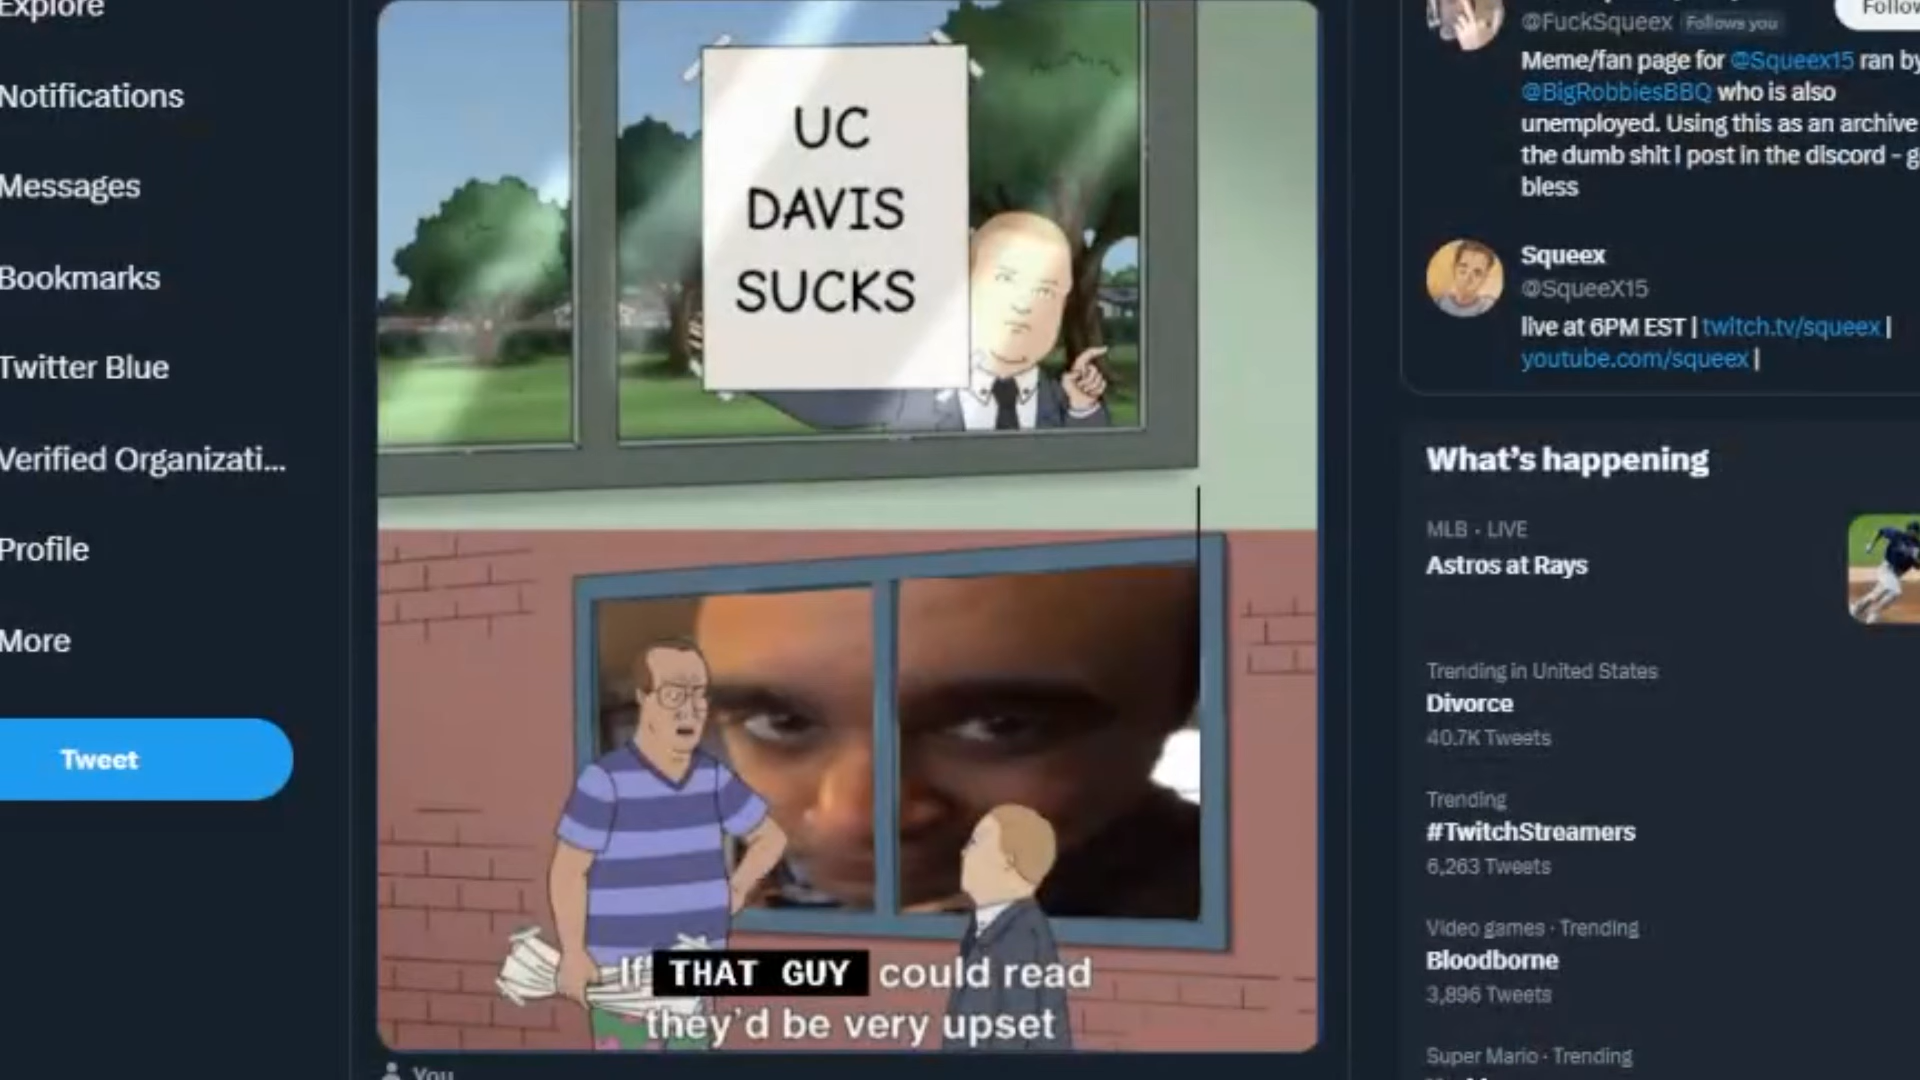 Explore
Notifications
Messages
Bookmarks
Twitter Blue
Verified Organizati...
Profile
More
Tweet
UC
DAVIS
SUCKS
If THAT GUY could read
they'd be very upset
You
@FuckSqueex Follows you
Follow
Meme/fan page for @Squeex15 ran by
@BigRobbiesBBQ who is also
unemployed. Using this as an archive
the dumb shit I post in the discord - g
bless
Squeex
@SqueeX15
live at 6PM EST | twitch.tv/squeex |
youtube.com/squeex |
What's happening
MLB · LIVE
Astros at Rays
Trending in United States
Divorce
40.7K Tweets
Trending
#TwitchStreamers
6,263 Tweets
Video games · Trending
Bloodborne
3,896 Tweets
Super Mario · Trending